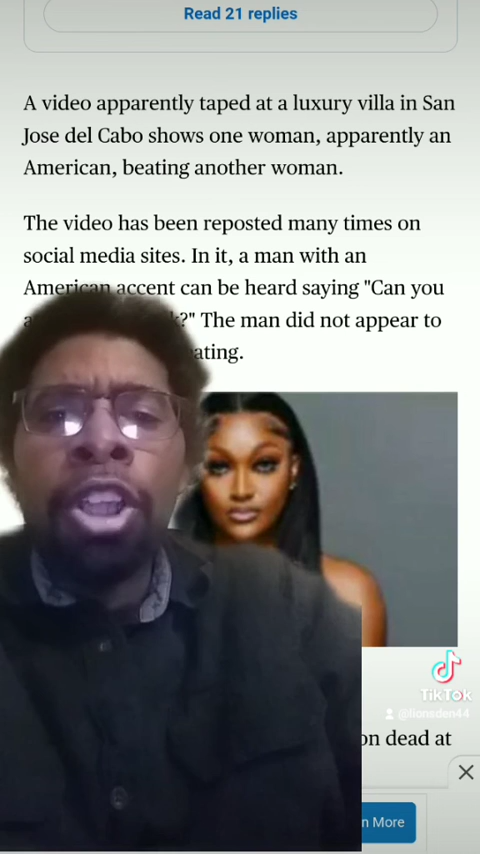 Read 21 replies
A video apparently taped at a luxury villa in San
Jose del Cabo shows one woman, apparently an
American, beating another woman.
The video has been reposted many times on
social media sites. In it, a man with an
American accent can be heard saying "Can you
The man did not appear to
TikTok
@lionsden44
on dead at
More